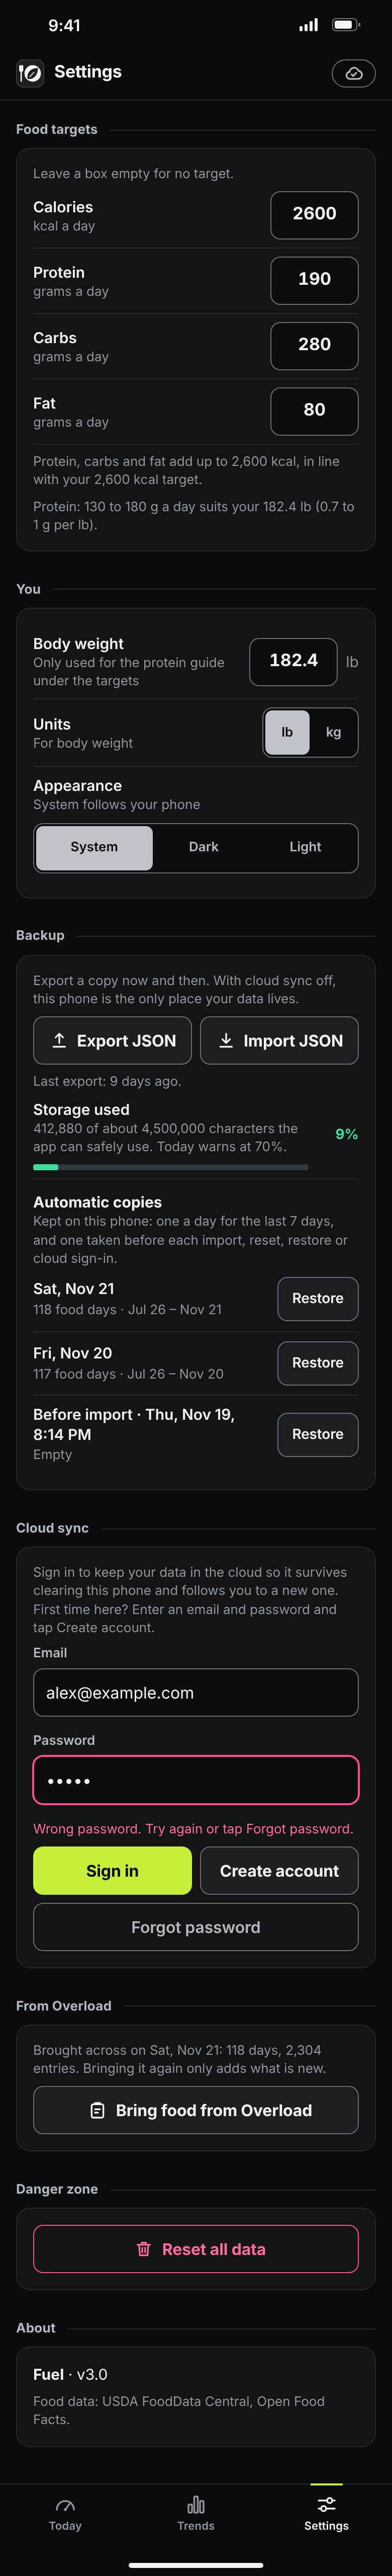 9:41
Settings
Food targets
Leave a box empty for no target.
Calories
kcal a day
2600
Protein
grams a day
190
Carbs
grams a day
280
Fat
grams a day
80
Protein, carbs and fat add up to 2,600 kcal, in line
with your 2,600 kcal target.
Protein: 130 to 180 g a day suits your 182.4 lb (0.7 to
1 g per lb).
You
Body weight
Only used for the protein guide
under the targets
182.4 lb
Units
For body weight
lb kg
Appearance
System follows your phone
System Dark Light
Backup
Export a copy now and then. With cloud sync off,
this phone is the only place your data lives.
Export JSON Import JSON
Last export: 9 days ago.
Storage used
412,880 of about 4,500,000 characters the
app can safely use. Today warns at 70%.
9%
Automatic copies
Kept on this phone: one a day for the last 7 days,
and one taken before each import, reset, restore or
cloud sign-in.
Sat, Nov 21
118 food days · Jul 26 – Nov 21
Restore
Fri, Nov 20
117 food days · Jul 26 – Nov 20
Restore
Before import · Thu, Nov 19,
8:14 PM
Empty
Restore
Cloud sync
Sign in to keep your data in the cloud so it survives
clearing this phone and follows you to a new one.
First time here? Enter an email and password and
tap Create account.
Email
alex@example.com
Password
•••••
Wrong password. Try again or tap Forgot password.
Sign in Create account
Forgot password
From Overload
Brought across on Sat, Nov 21: 118 days, 2,304
entries. Bringing it again only adds what is new.
Bring food from Overload
Danger zone
Reset all data
About
Fuel · v3.0
Food data: USDA FoodData Central, Open Food
Facts.
Today Trends Settings